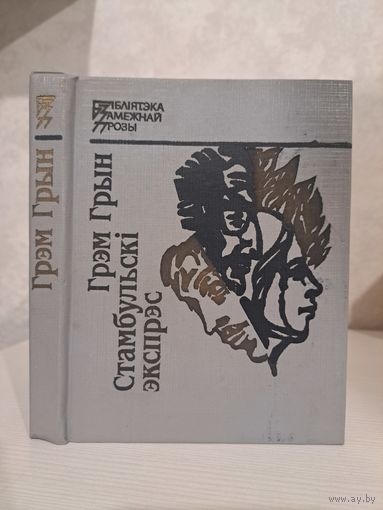 БІБЛІЯТЭКА
ЗАМЕЖНАЙ
ПРОЗЫ
Грэм Грын
Грэм Грын
Стамбульскі
экспрэс
www.ay.by